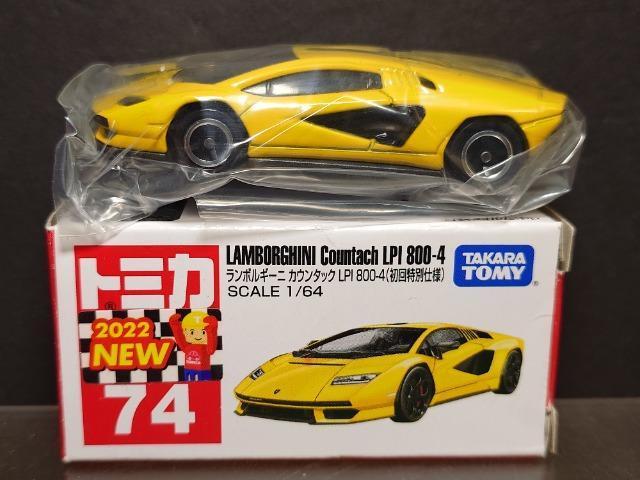 LAMBORGHINI Countach LPI 800-4
ランボルギーニ カウンタック LPI 800-4(初回特別仕様)
SCALE 1/64
TAKARA
TOMY
®
トミカ
®
2022
NEW
74